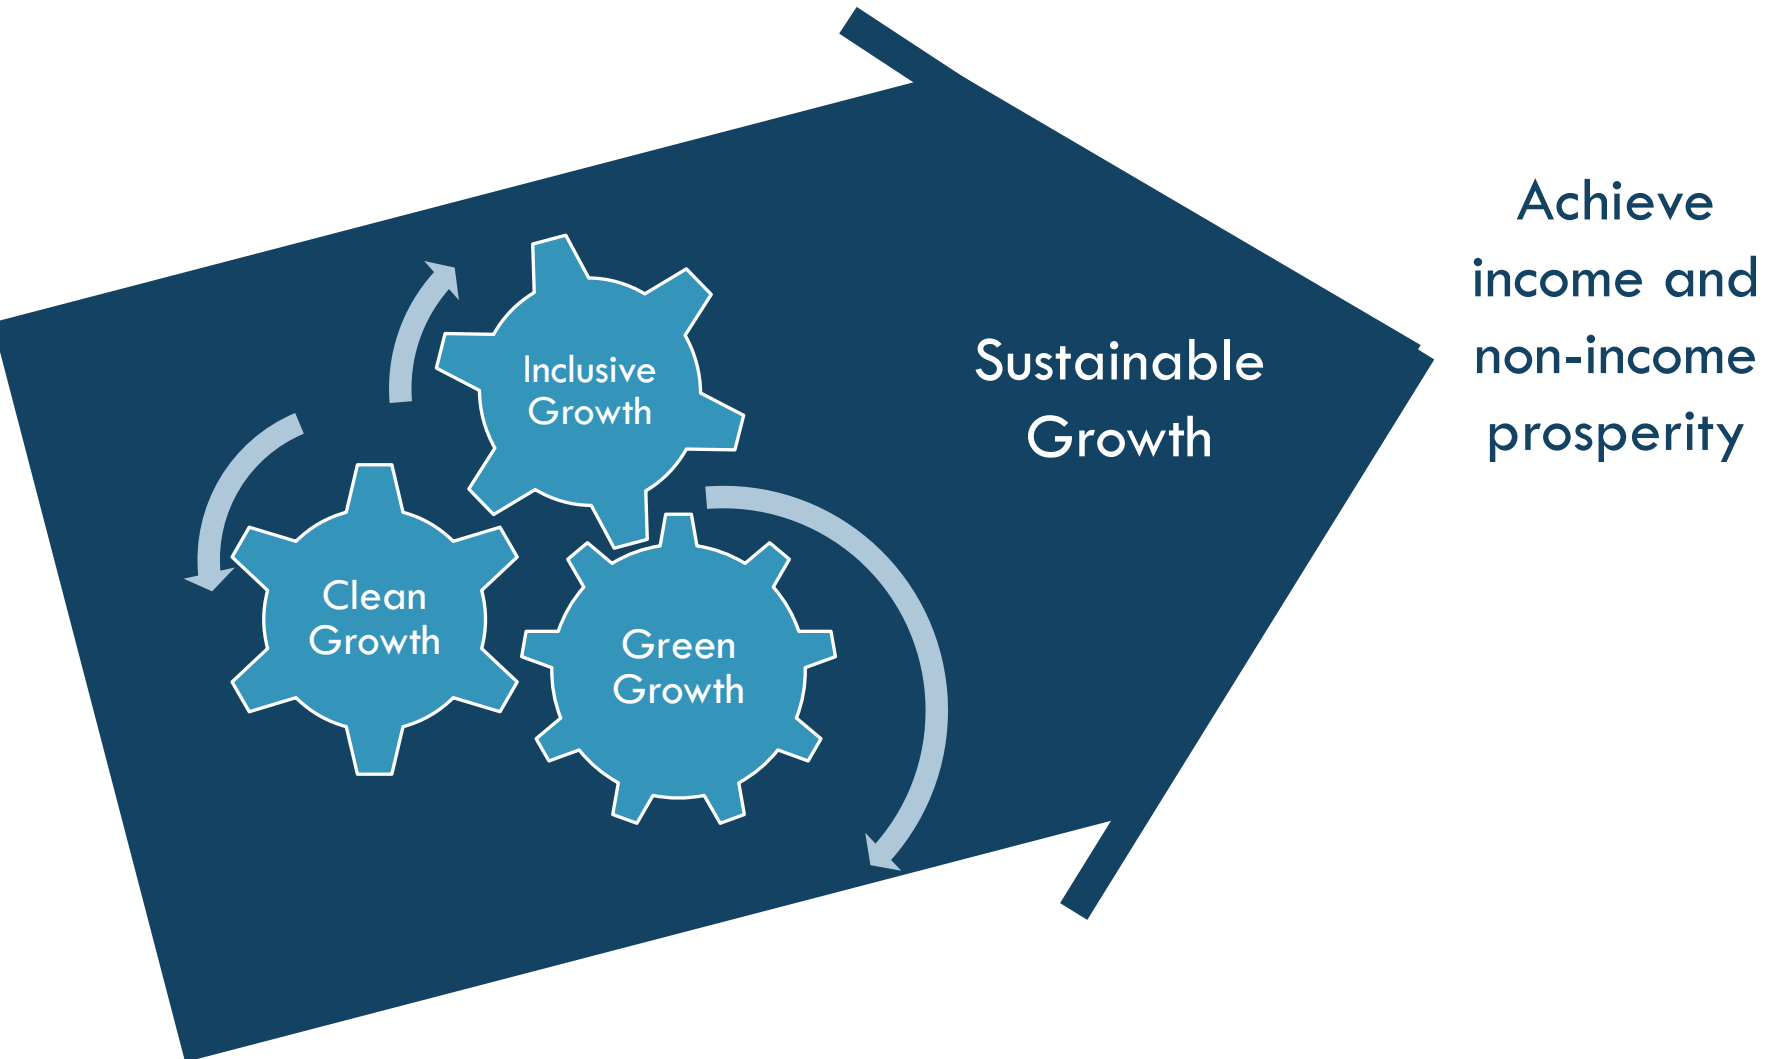 Inclusive
Growth
Clean
Growth
Green
Growth
Sustainable
Growth
Achieve
income and
non-income
prosperity